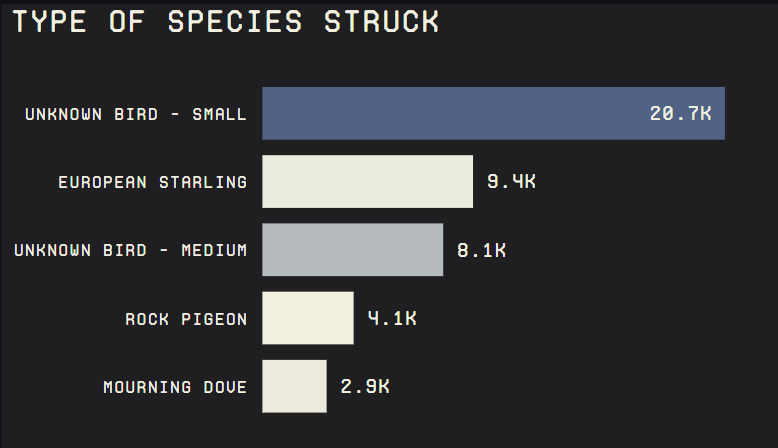 TYPE OF SPECIES STRUCK
UNKNOWN BIRD - SMALL 20.7K
EUROPEAN STARLING 9.4K
UNKNOWN BIRD - MEDIUM 8.1K
ROCK PIGEON 4.1K
MOURNING DOVE 2.9K